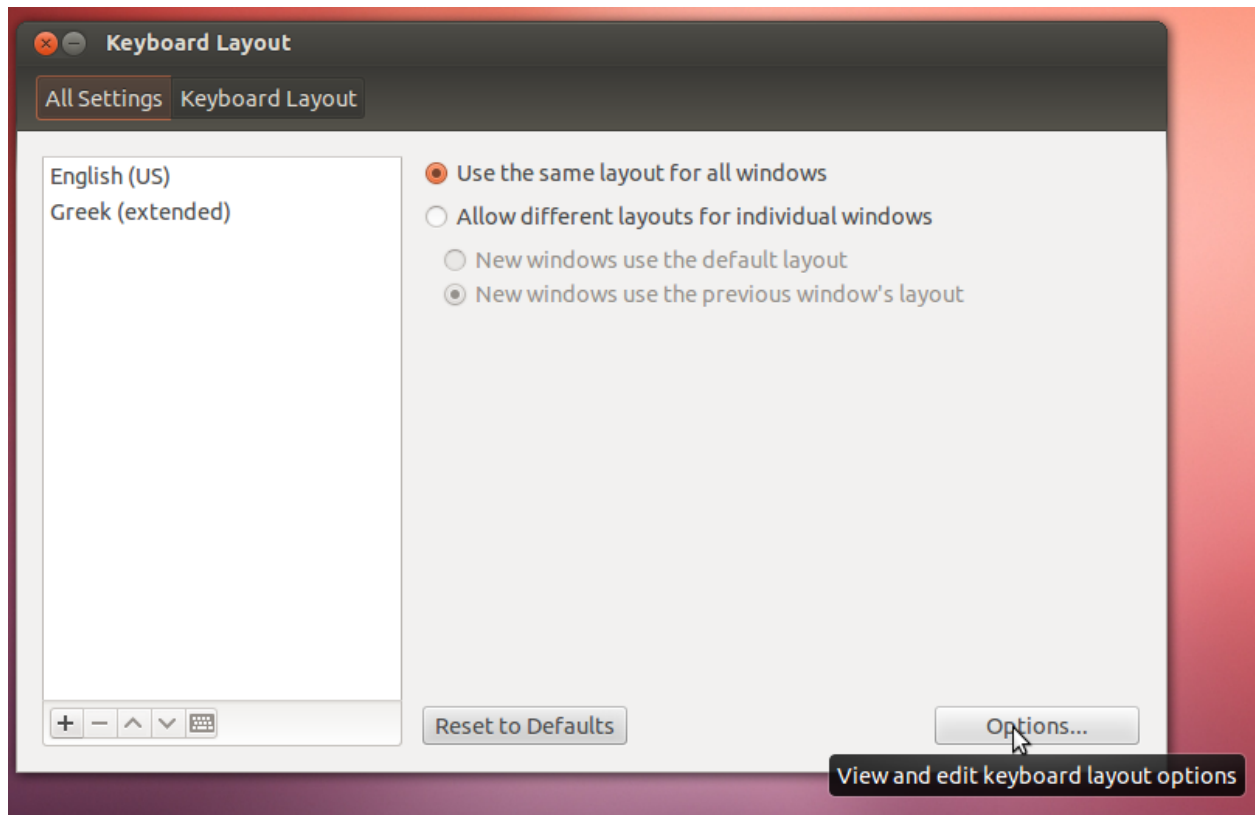 Keyboard Layout
All Settings Keyboard Layout
English (US)
Greek (extended)
Use the same layout for all windows
Allow different layouts for individual windows
New windows use the default layout
New windows use the previous window's layout
Reset to Defaults
Options...
View and edit keyboard layout options